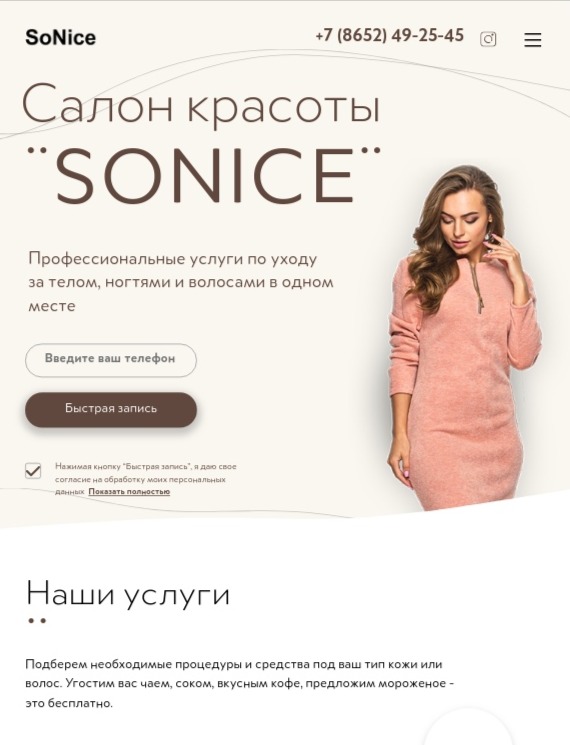 SoNice
+7 (8652) 49-25-45
Салон красоты
¨SONICE¨
Профессиональные услуги по уходу
за телом, ногтями и волосами в одном
месте
Введите ваш телефон
Быстрая запись
Нажимая кнопку "Быстрая запись", я даю свое
согласие на обработку моих персональных
данных Показать полностью
Наши услуги
Подберем необходимые процедуры и средства под ваш тип кожи или
волос. Угостим вас чаем, соком, вкусным кофе, предложим мороженое -
это бесплатно.